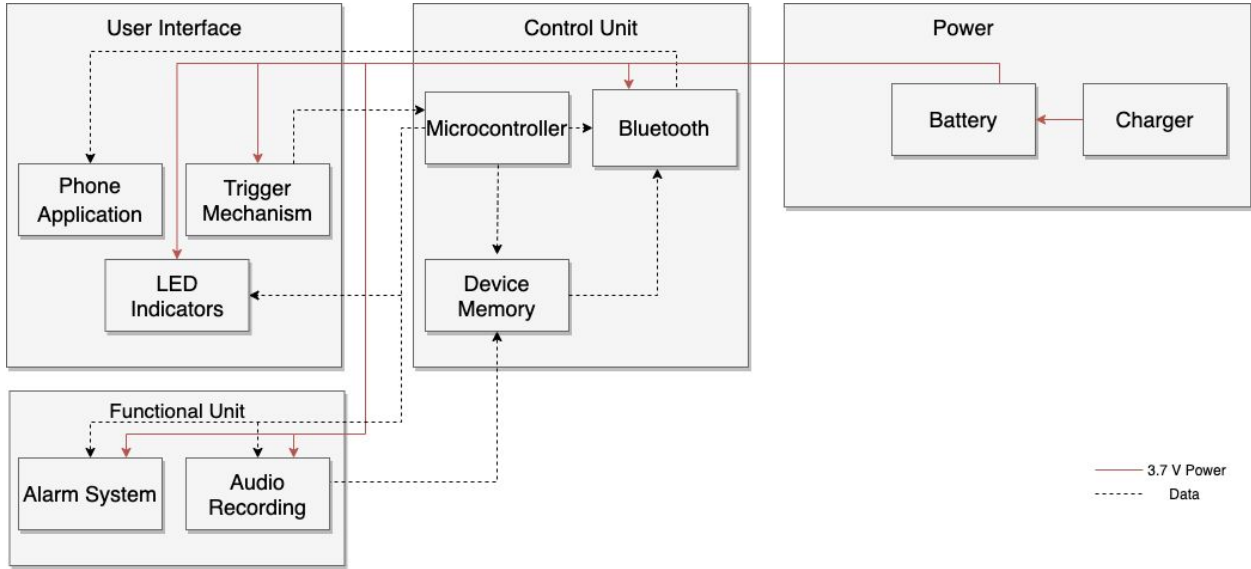 User Interface
Control Unit
Power
Microcontroller
Bluetooth
Battery
Charger
Phone
Application
Trigger
Mechanism
LED
Indicators
Device
Memory
Functional Unit
Alarm System
Audio
Recording
3.7 V Power
Data